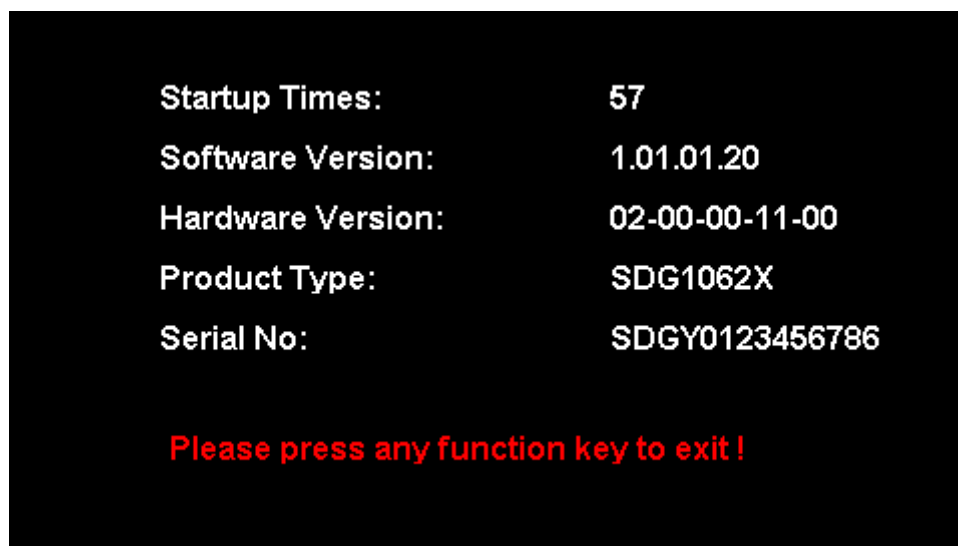 Startup Times: 57
Software Version: 1.01.01.20
Hardware Version: 02-00-00-11-00
Product Type: SDG1062X
Serial No: SDGY0123456786
Please press any function key to exit !